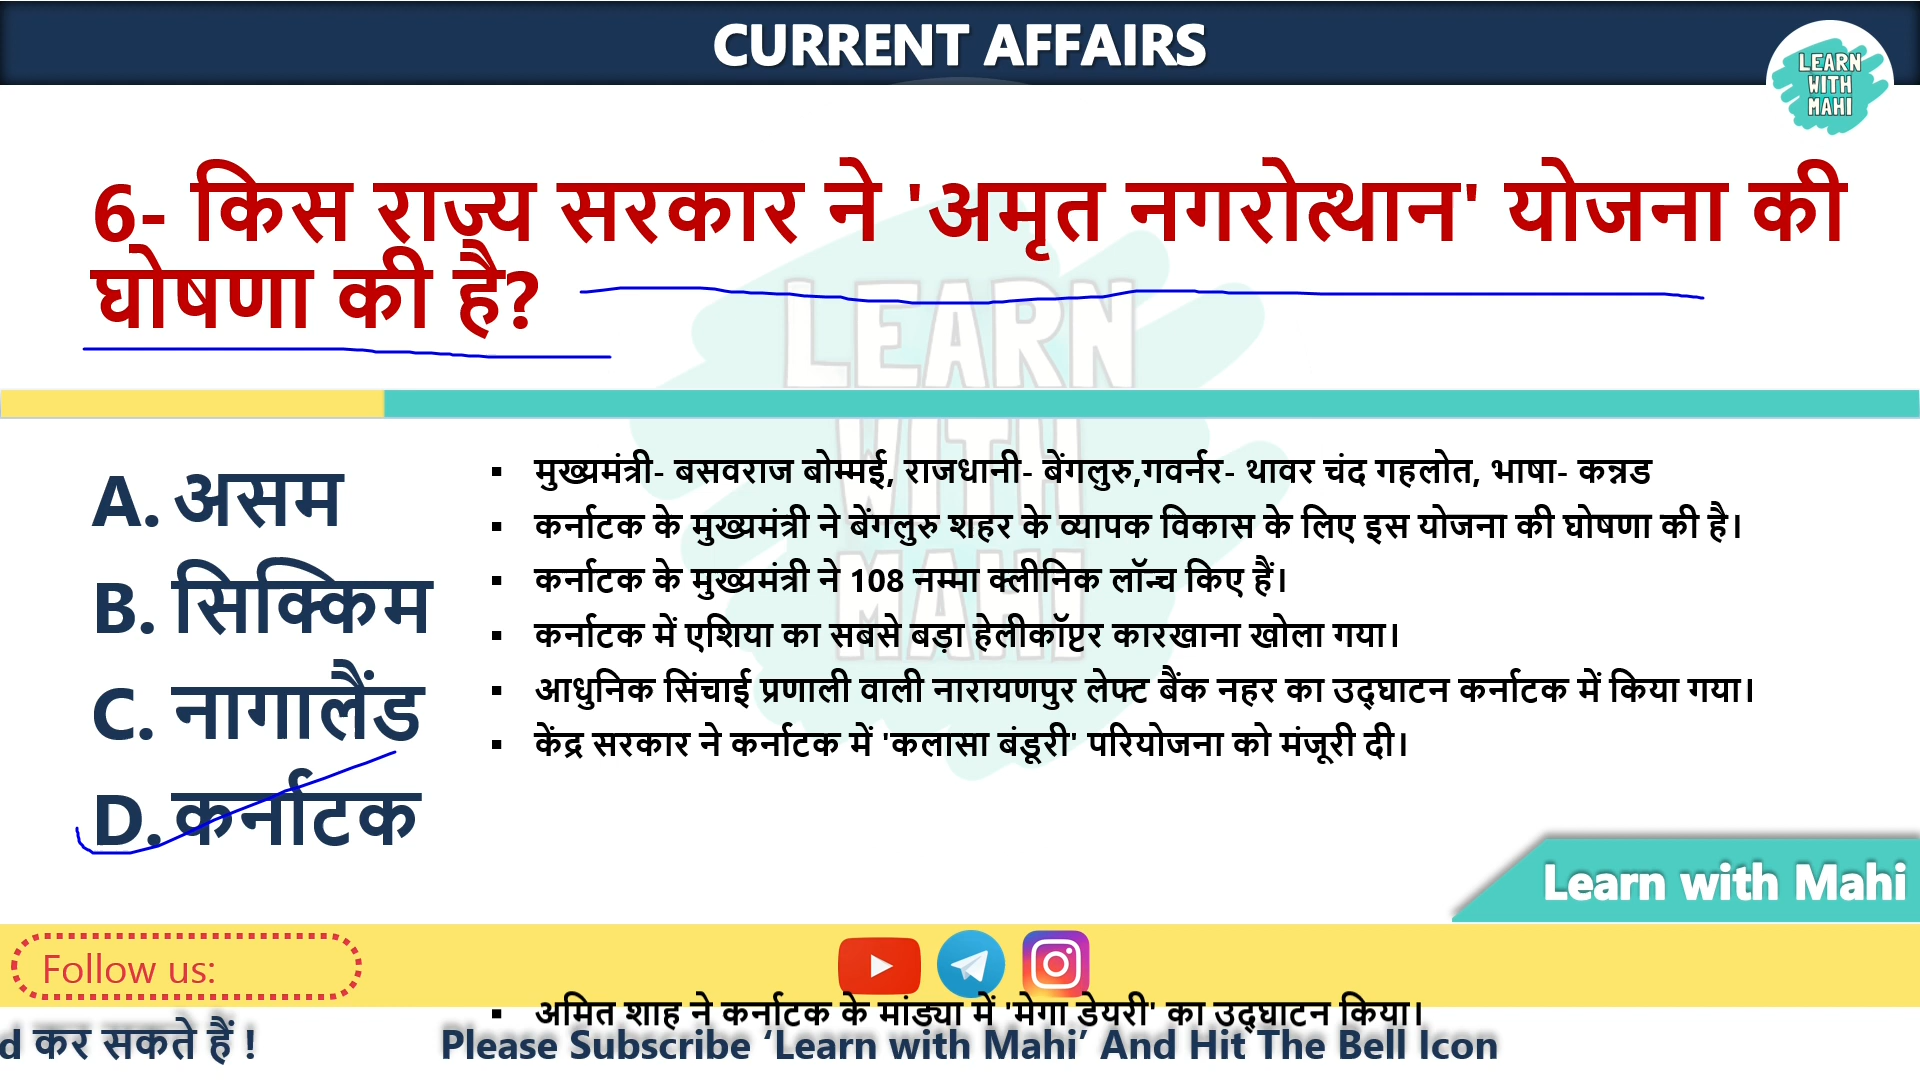 CURRENT AFFAIRS
LEARN
WITH
MAHI
6- किस राज्य सरकार ने 'अमृत नगरोत्थान' योजना की
घोषणा की है?
LEARN
WITH
MAHI
A. असम
B. सिक्किम
C. नागालैंड
D. कर्नाटक
▪ मुख्यमंत्री- बसवराज बोम्मई, राजधानी- बेंगलुरु,गवर्नर- थावर चंद गहलोत, भाषा- कन्नड
▪ कर्नाटक के मुख्यमंत्री ने बेंगलुरु शहर के व्यापक विकास के लिए इस योजना की घोषणा की है।
▪ कर्नाटक के मुख्यमंत्री ने 108 नम्मा क्लीनिक लॉन्च किए हैं।
▪ कर्नाटक में एशिया का सबसे बड़ा हेलीकॉप्टर कारखाना खोला गया।
▪ आधुनिक सिंचाई प्रणाली वाली नारायणपुर लेफ्ट बैंक नहर का उद्घाटन कर्नाटक में किया गया।
▪ केंद्र सरकार ने कर्नाटक में 'कलासा बंडूरी' परियोजना को मंजूरी दी।
Learn with Mahi
Follow us:
▪ अमित शाह ने कर्नाटक के मांड्या में 'मेगा डेयरी' का उद्घाटन किया।
d कर सकते हैं ! Please Subscribe ‘Learn with Mahi’ And Hit The Bell Icon